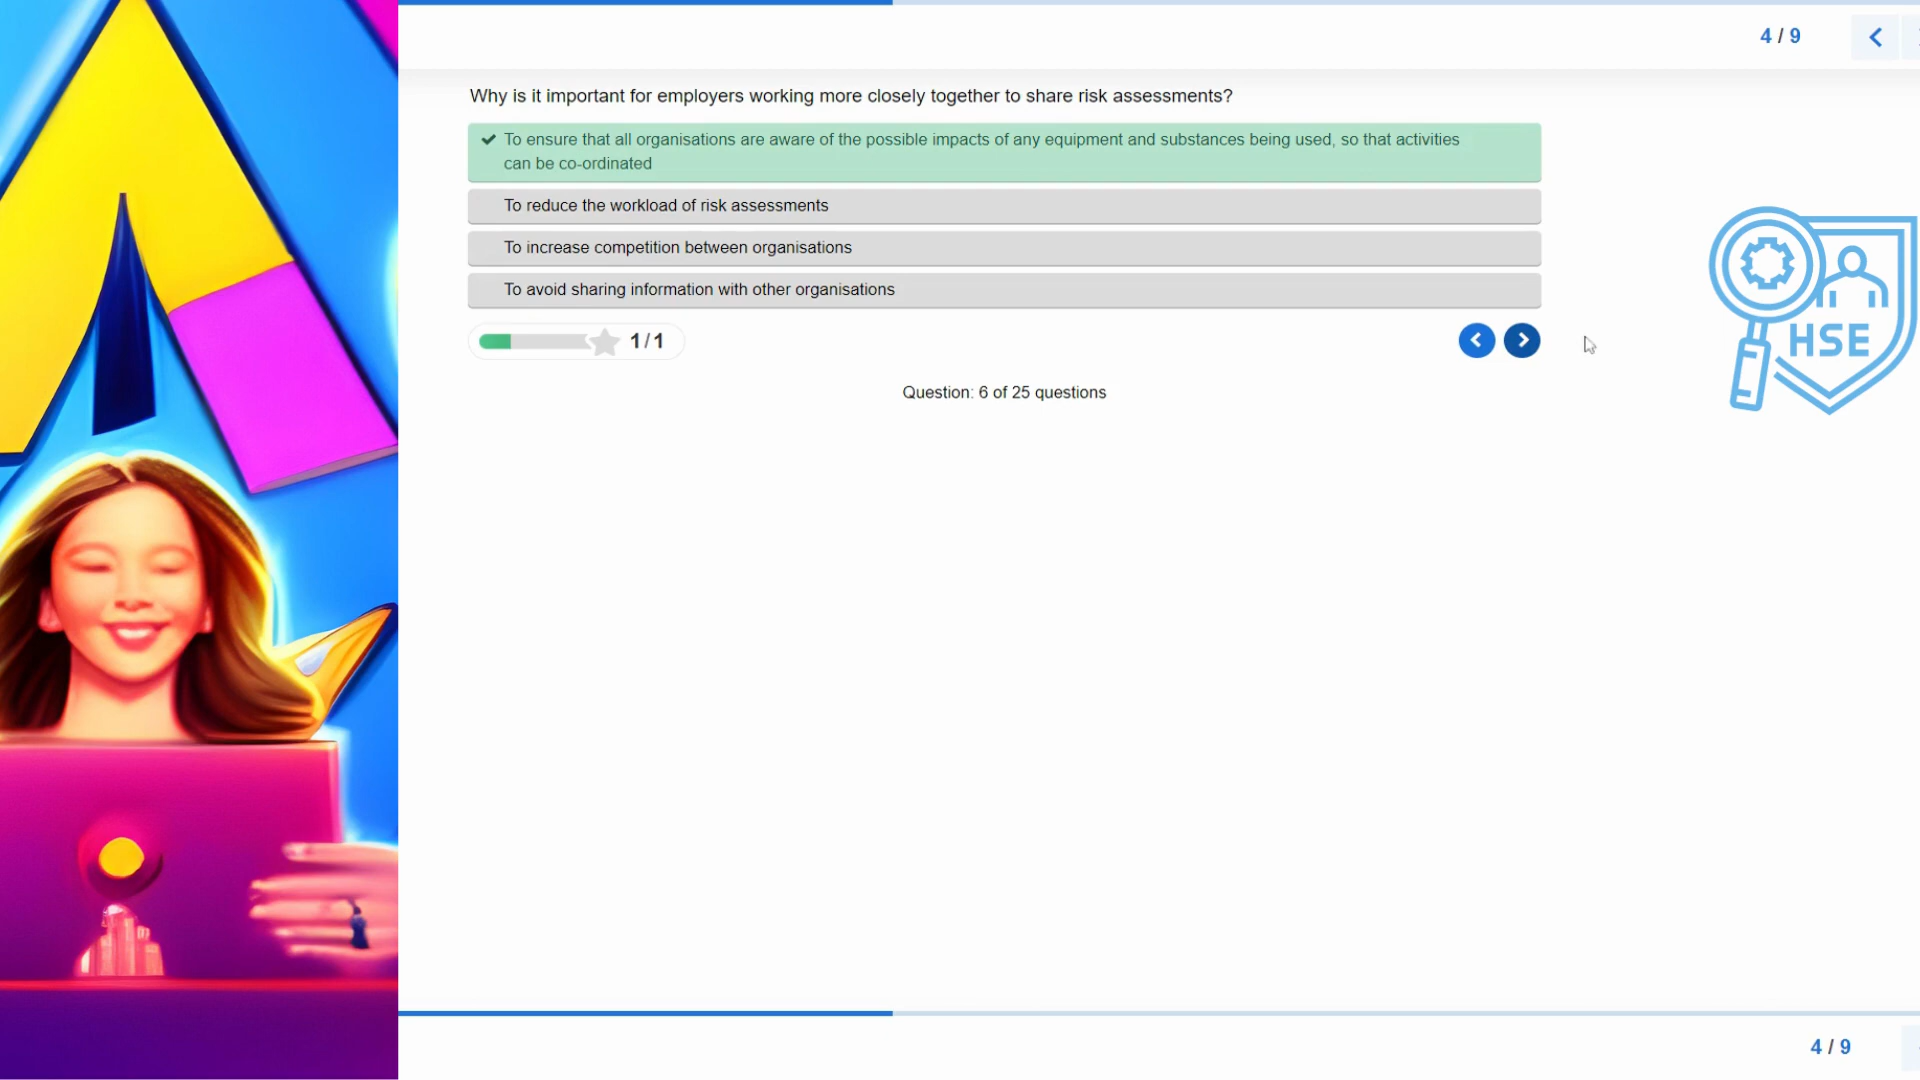 4 / 9
Why is it important for employers working more closely together to share risk assessments?
To ensure that all organisations are aware of the possible impacts of any equipment and substances being used, so that activities
can be co-ordinated
To reduce the workload of risk assessments
To increase competition between organisations
To avoid sharing information with other organisations
1/1
HSE
Question: 6 of 25 questions
4 / 9